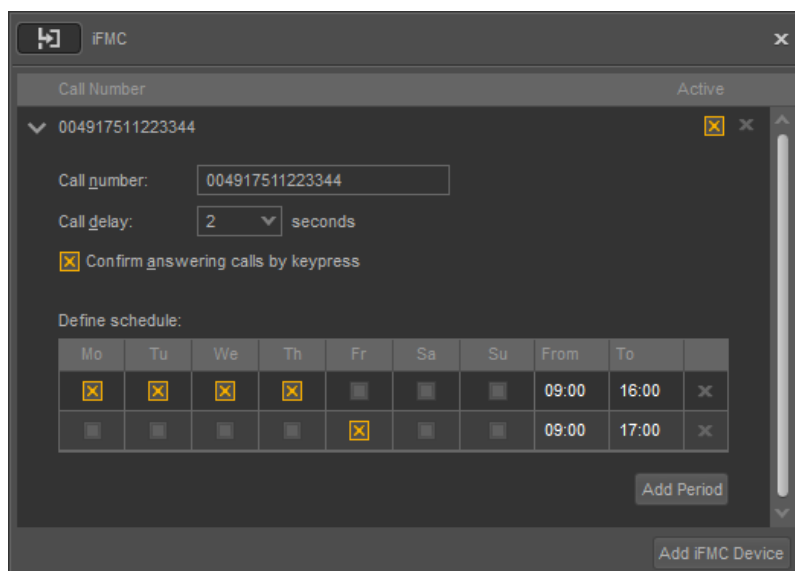 iFMC
Call Number Active
004917511223344
Call number: 004917511223344
Call delay: 2 seconds
Confirm answering calls by keypress
Define schedule:
Mo Tu We Th Fr Sa Su From To
09:00 16:00
09:00 17:00
Add Period
Add iFMC Device